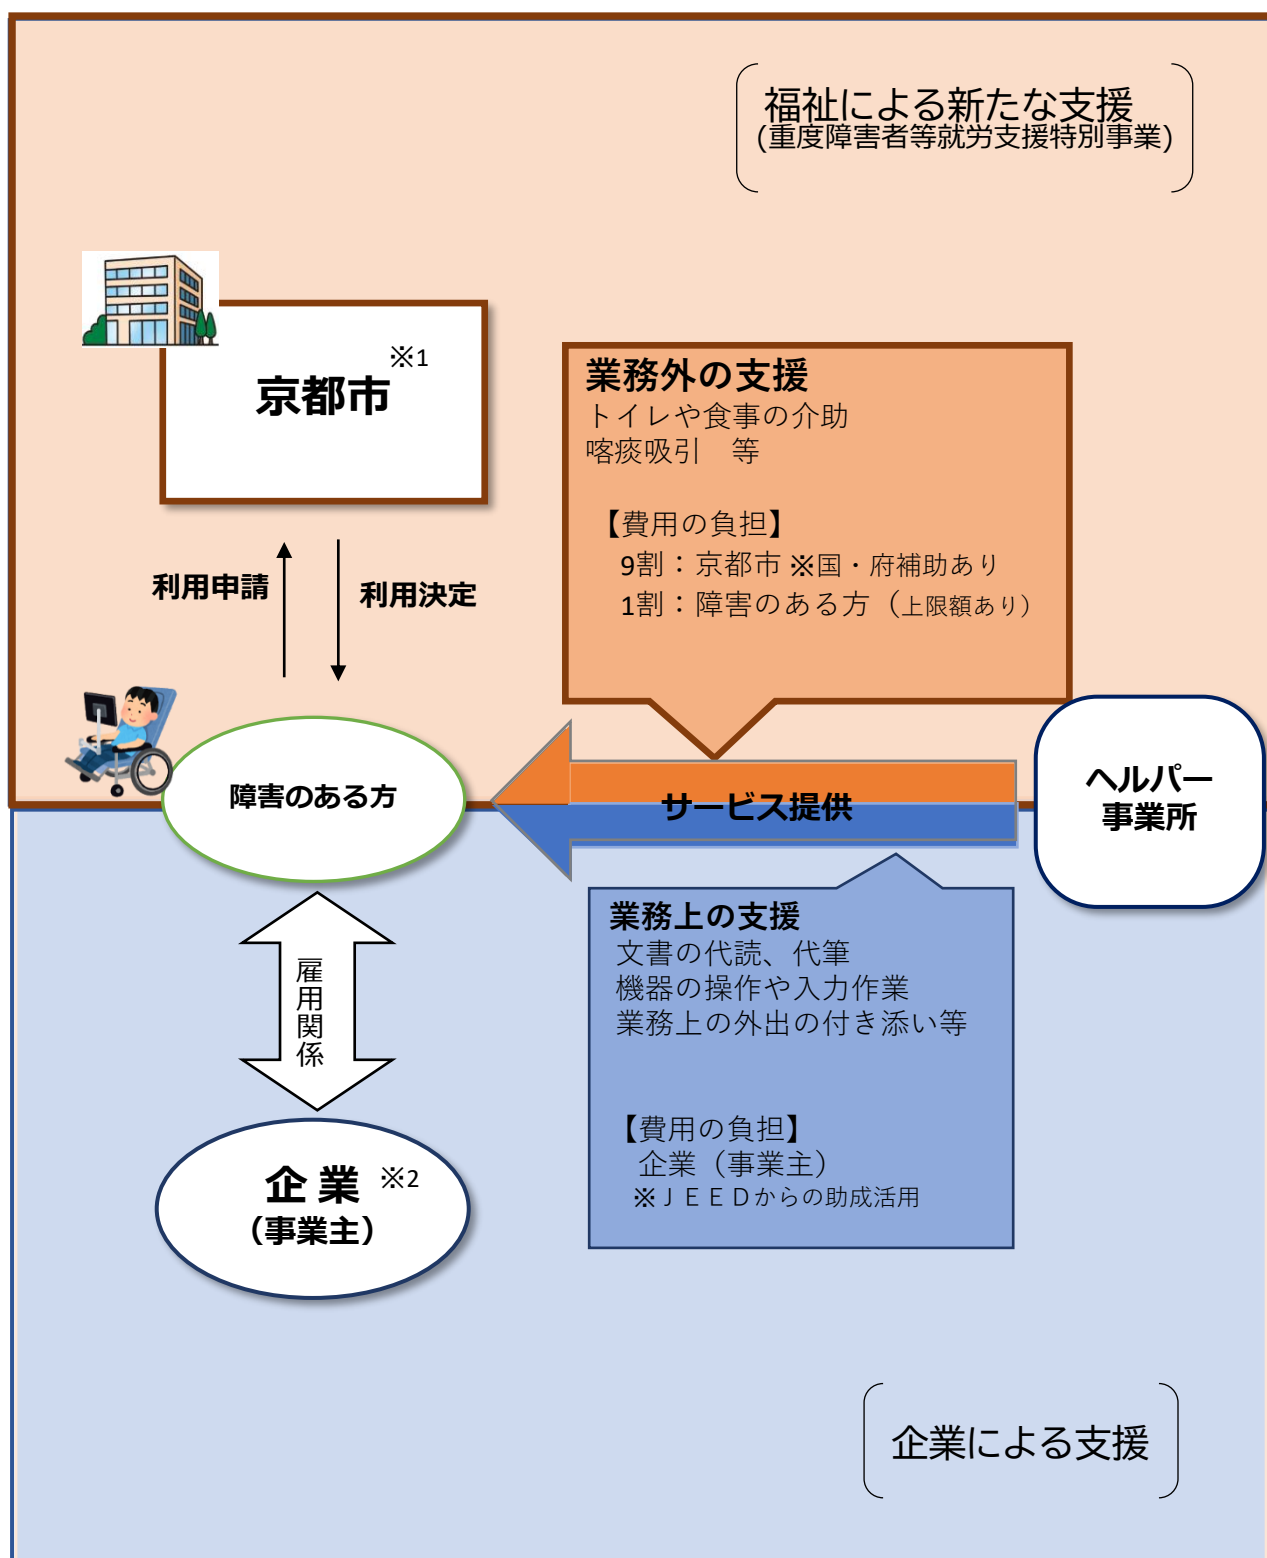 福祉による新たな支援
(重度障害者等就労支援特別事業)
京都市 ※1
業務外の支援
トイレや食事の介助
喀痰吸引　等
【費用の負担】
9割：京都市 ※国・府補助あり
1割：障害のある方（上限額あり）
利用申請
利用決定
障害のある方
サービス提供
ヘルパー
事業所
雇用関係
業務上の支援
文書の代読、代筆
機器の操作や入力作業
業務上の外出の付き添い等
【費用の負担】
企業（事業主）
※ＪＥＥＤからの助成活用
企 業 ※2
（事業主）
企業による支援